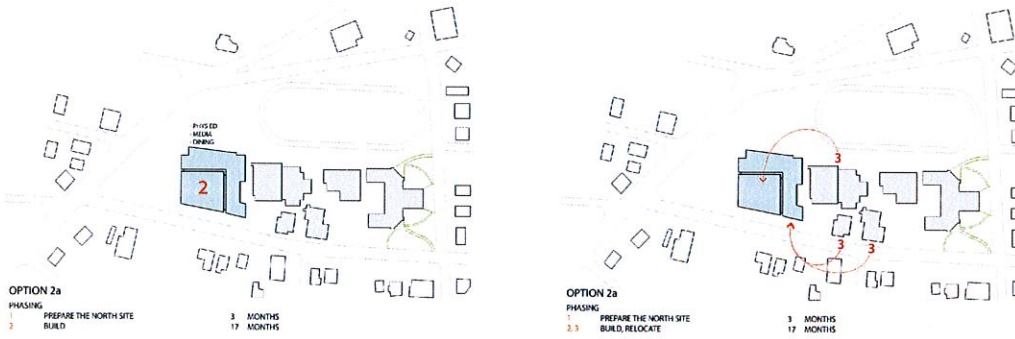 - PHYS ED
- MEDIA
- DINING
2
OPTION 2a
PHASING
1 PREPARE THE NORTH SITE 3 MONTHS
2 BUILD 17 MONTHS
3
3
3
OPTION 2a
PHASING
1 PREPARE THE NORTH SITE 3 MONTHS
2, 3 BUILD, RELOCATE 17 MONTHS